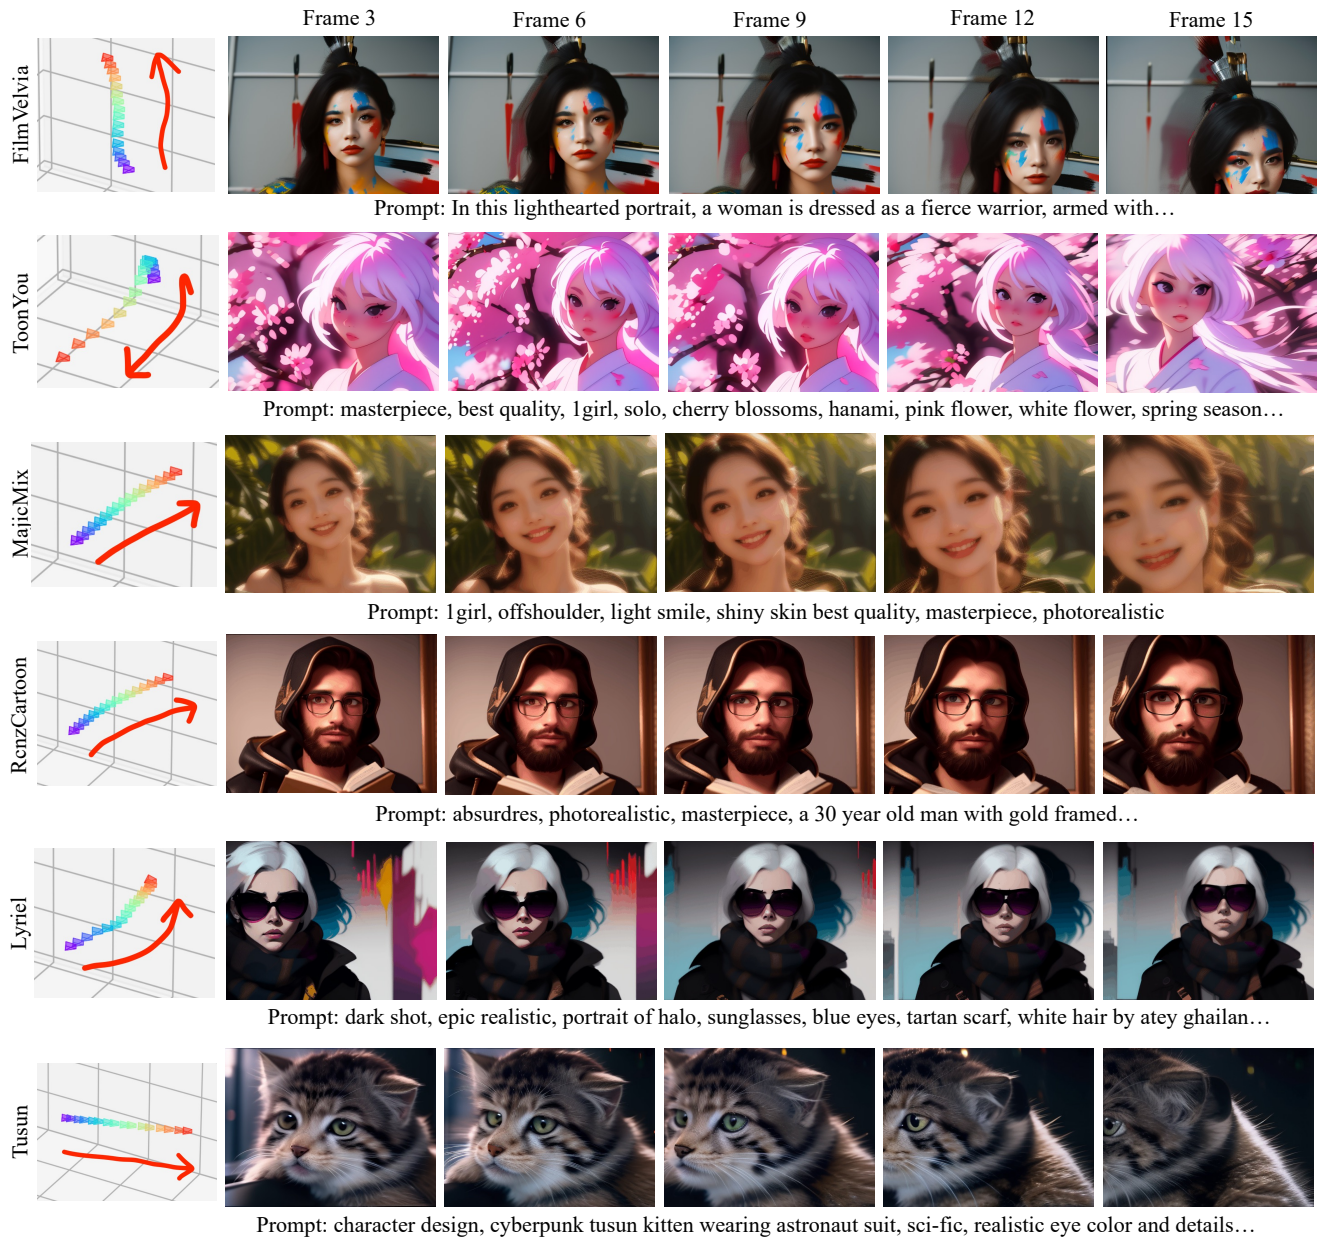 Frame 3 Frame 6 Frame 9 Frame 12 Frame 15
FilmVelvia
Prompt: In this lighthearted portrait, a woman is dressed as a fierce warrior, armed with…
ToonYou
Prompt: masterpiece, best quality, 1girl, solo, cherry blossoms, hanami, pink flower, white flower, spring season…
MajicMix
Prompt: 1girl, offshoulder, light smile, shiny skin best quality, masterpiece, photorealistic
RcnzCartoon
Prompt: absurdres, photorealistic, masterpiece, a 30 year old man with gold framed…
Lyriel
Prompt: dark shot, epic realistic, portrait of halo, sunglasses, blue eyes, tartan scarf, white hair by atey ghailan…
Tusun
Prompt: character design, cyberpunk tusun kitten wearing astronaut suit, sci-fic, realistic eye color and details…